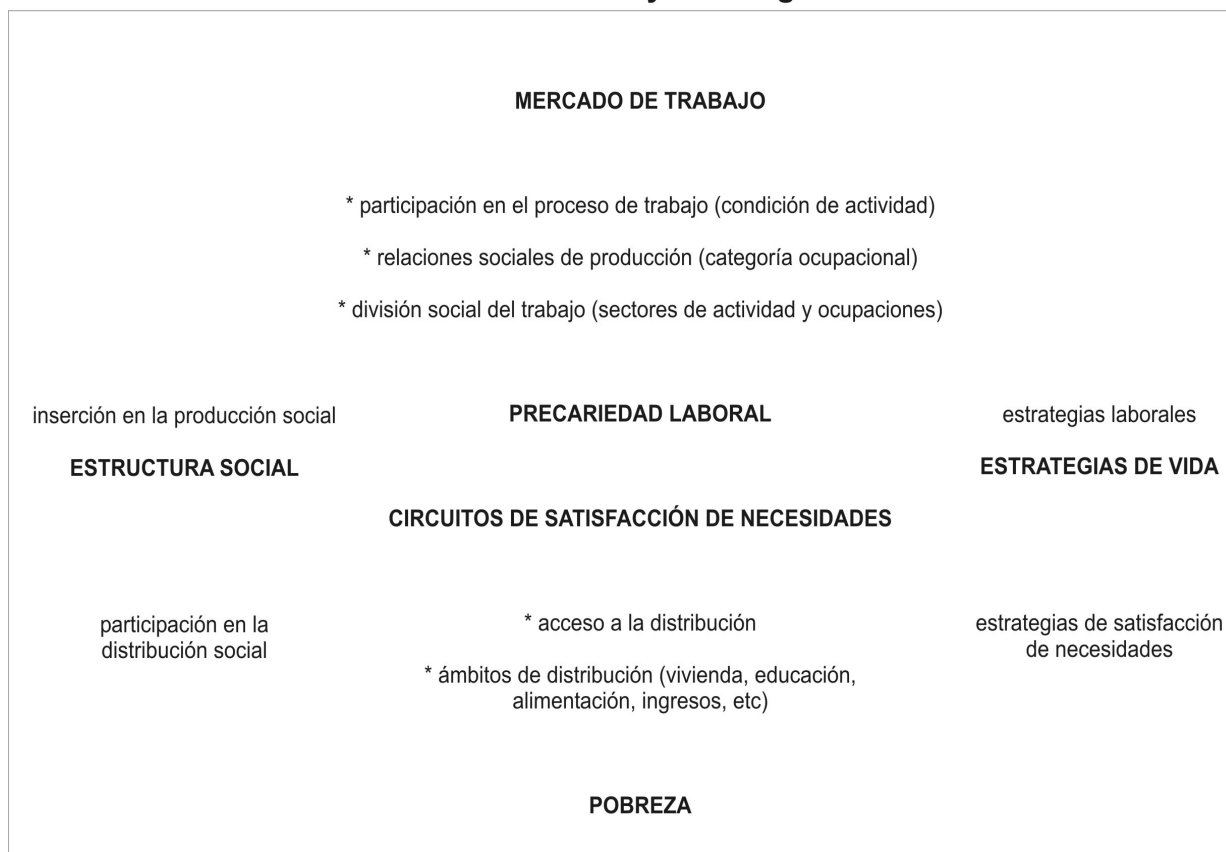 MERCADO DE TRABAJO
* participación en el proceso de trabajo (condición de actividad)
* relaciones sociales de producción (categoría ocupacional)
* división social del trabajo (sectores de actividad y ocupaciones)
inserción en la producción social
PRECARIEDAD LABORAL
estrategias laborales
ESTRUCTURA SOCIAL
ESTRATEGIAS DE VIDA
CIRCUITOS DE SATISFACCIÓN DE NECESIDADES
participación en la
distribución social
* acceso a la distribución
* ámbitos de distribución (vivienda, educación,
alimentación, ingresos, etc)
estrategias de satisfacción
de necesidades
POBREZA